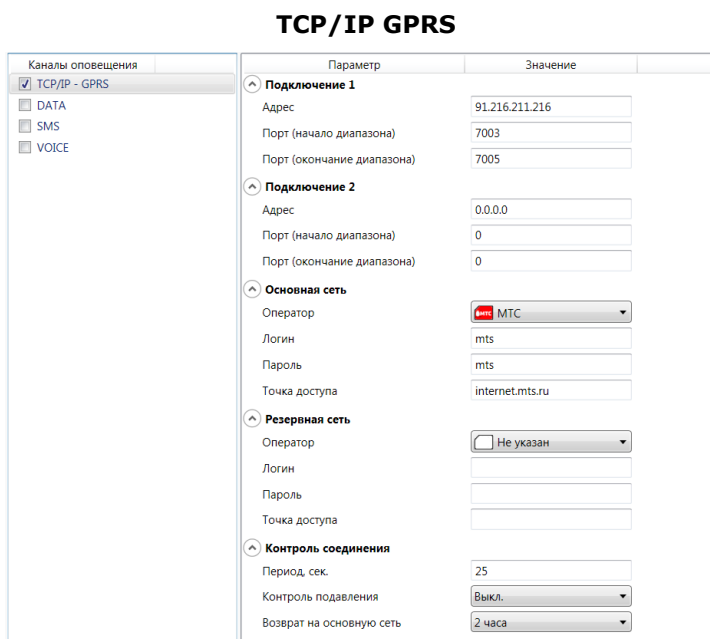 TCP/IP GPRS
Каналы оповещения
Параметр Значение
TCP/IP - GPRS
DATA
SMS
VOICE
Подключение 1
Адрес 91.216.211.216
Порт (начало диапазона) 7003
Порт (окончание диапазона) 7005
Подключение 2
Адрес 0.0.0.0
Порт (начало диапазона) 0
Порт (окончание диапазона) 0
Основная сеть
Оператор МТС МТС
Логин mts
Пароль mts
Точка доступа internet.mts.ru
Резервная сеть
Оператор Не указан
Логин
Пароль
Точка доступа
Контроль соединения
Период, сек. 25
Контроль подавления Выкл.
Возврат на основную сеть 2 часа